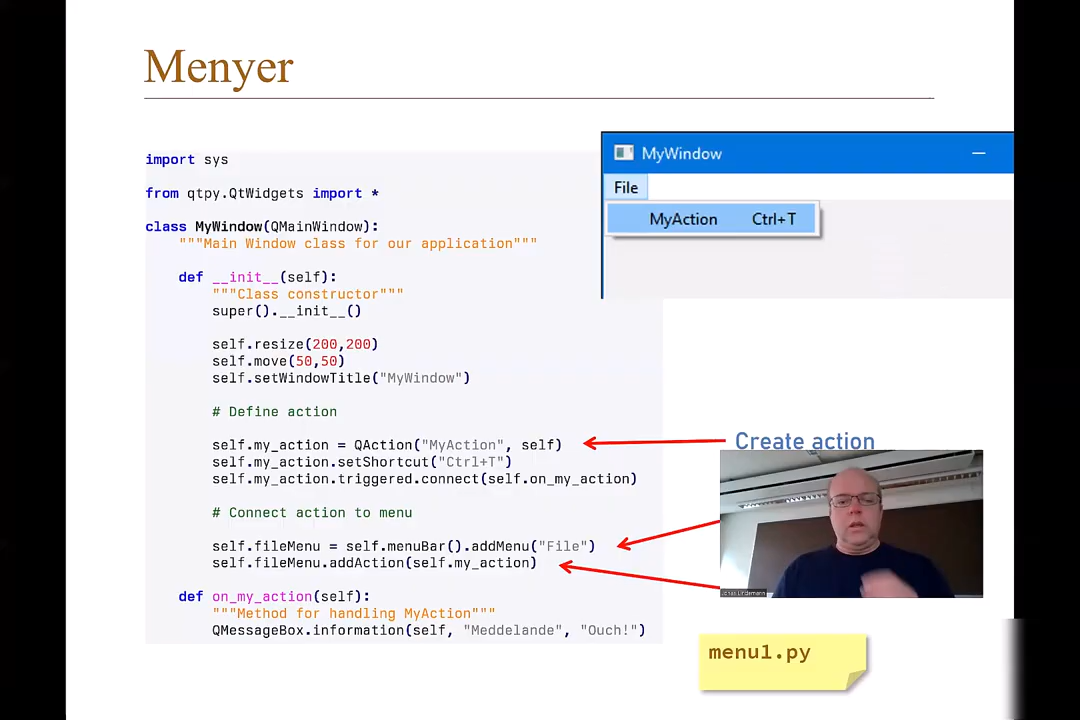 Menyer
import sys
from qtpy.QtWidgets import *
class MyWindow(QMainWindow):
"""Main Window class for our application"""
def __init__(self):
"""Class constructor"""
super().__init__()
self.resize(200,200)
self.move(50,50)
self.setWindowTitle("MyWindow")
# Define action
self.my_action = QAction("MyAction", self)
self.my_action.setShortcut("Ctrl+T")
self.my_action.triggered.connect(self.on_my_action)
# Connect action to menu
self.fileMenu = self.menuBar().addMenu("File")
self.fileMenu.addAction(self.my_action)
def on_my_action(self):
"""Method for handling MyAction"""
QMessageBox.information(self, "Meddelande", "Ouch!")
MyWindow
File
MyAction Ctrl+T
Create action
Jonas Lindemann
menu1.py